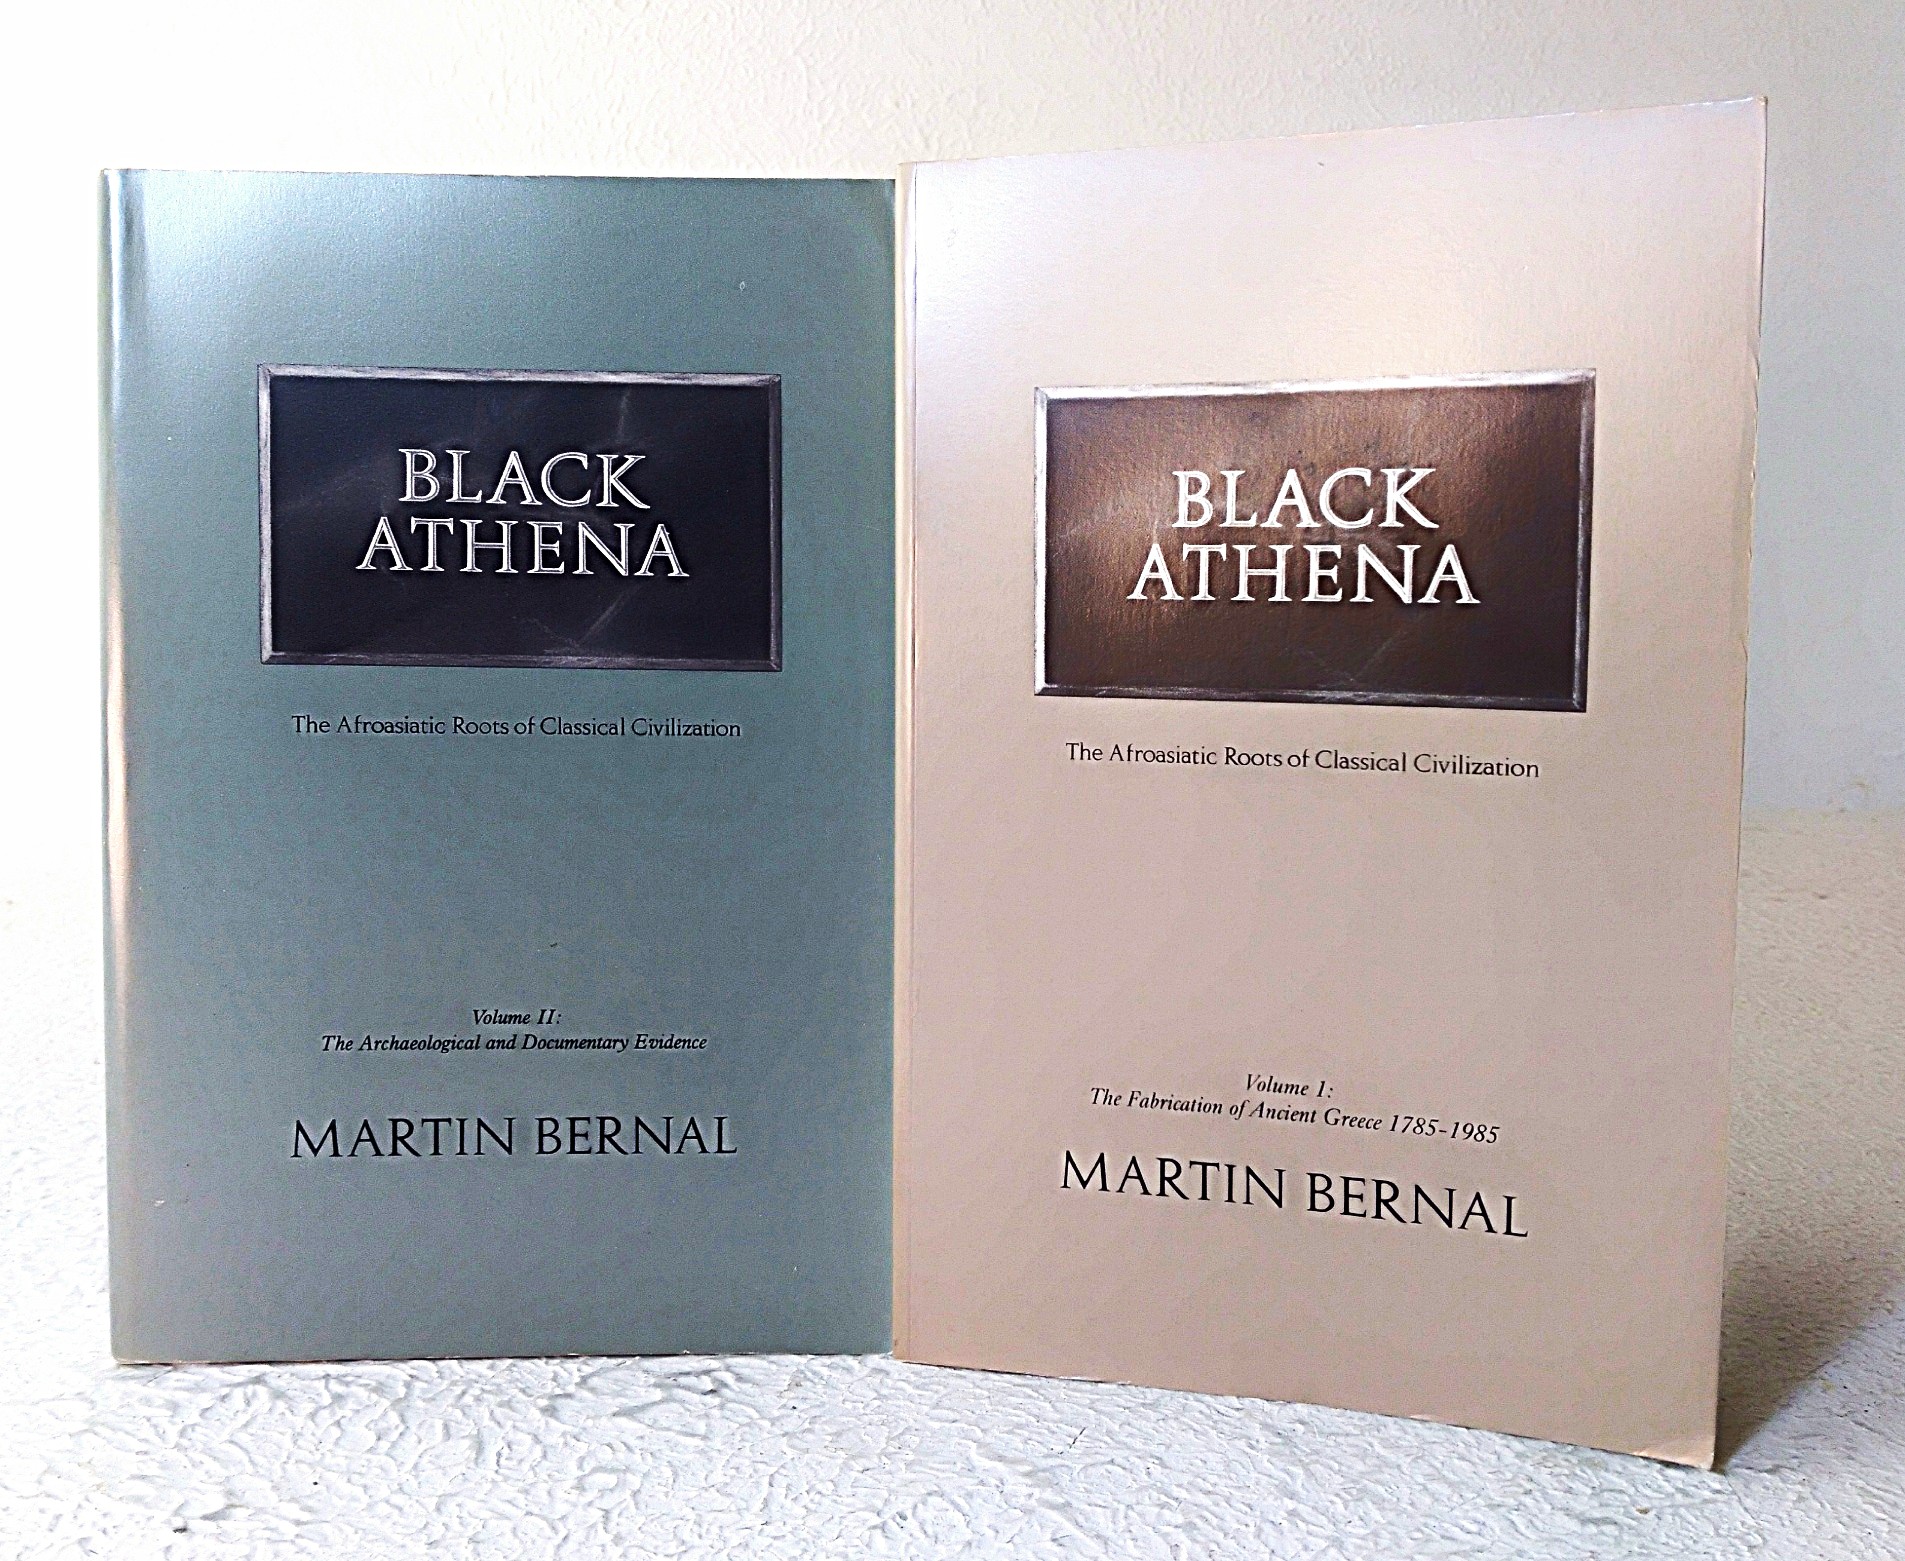 BLACK
ATHENA
The Afroasiatic Roots of Classical Civilization
Volume II:
The Archaeological and Documentary Evidence
MARTIN BERNAL
BLACK
ATHENA
The Afroasiatic Roots of Classical Civilization
Volume 1:
The Fabrication of Ancient Greece 1785-1985
MARTIN BERNAL